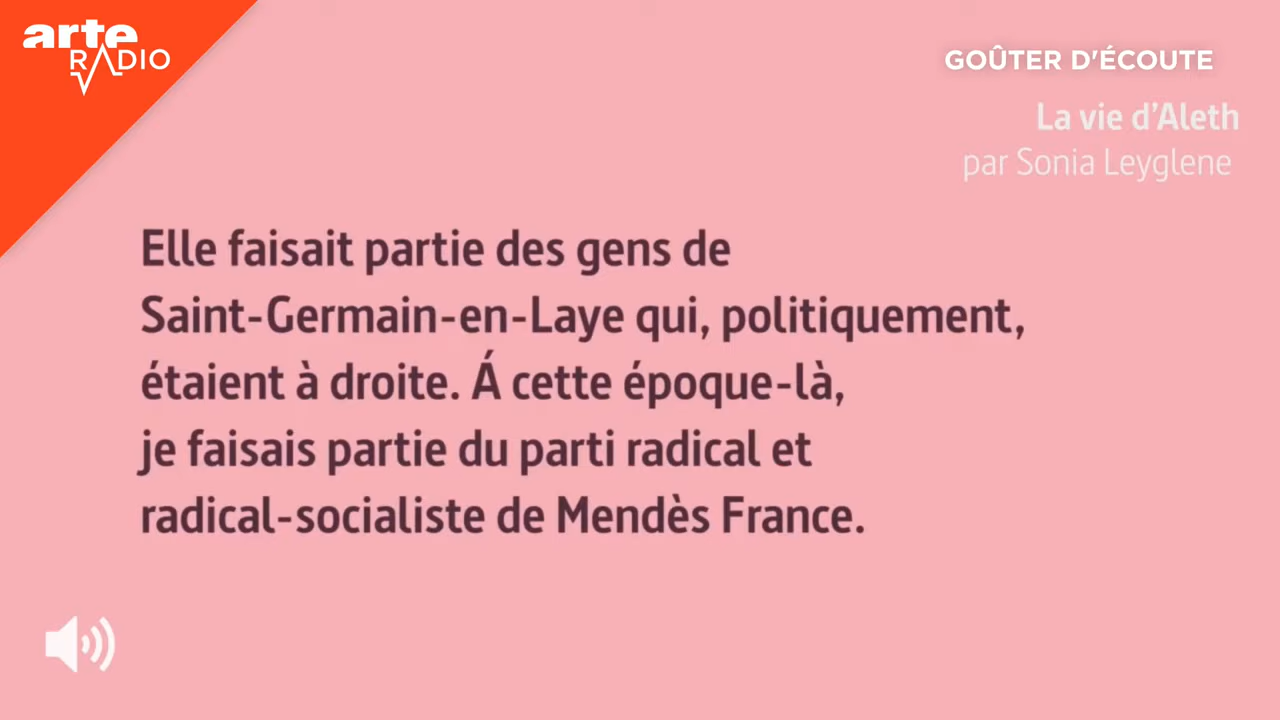 arte
RADIO
GOÛTER D'ÉCOUTE
La vie d’Aleth
par Sonia Leyglene
Elle faisait partie des gens de
Saint-Germain-en-Laye qui, politiquement,
étaient à droite. Á cette époque-là,
je faisais partie du parti radical et
radical-socialiste de Mendès France.